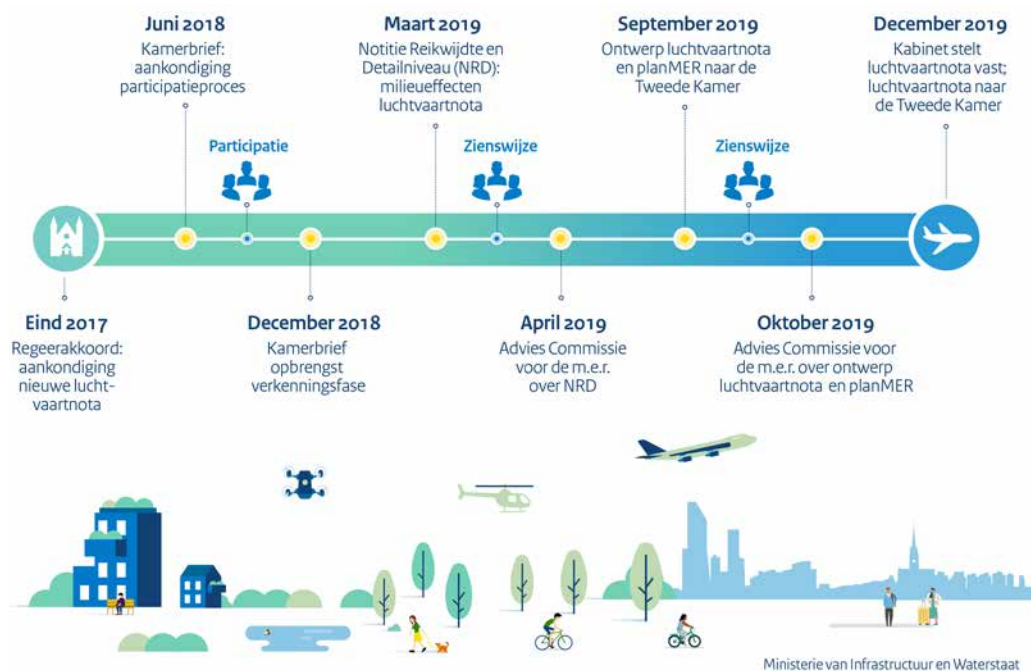 Juni 2018
Kamerbrief:
aankondiging
participatieproces
Maart 2019
Notitie Reikwijdte en
Detailniveau (NRD):
milieueffecten
luchtvaartnota
September 2019
Ontwerp luchtvaartnota
en planMER naar de
Tweede Kamer
December 2019
Kabinet stelt
luchtvaartnota vast;
luchtvaartnota naar
de Tweede Kamer
Participatie
Zienswijze
Zienswijze
Eind 2017
Regeerakkoord:
aankondiging
nieuwe lucht-
vaartnota
December 2018
Kamerbrief
opbrengst
verkenningsfase
April 2019
Advies Commissie
voor de m.e.r.
over NRD
Oktober 2019
Advies Commissie voor
de m.e.r. over ontwerp
luchtvaartnota en planMER
Ministerie van Infrastructuur en Waterstaat